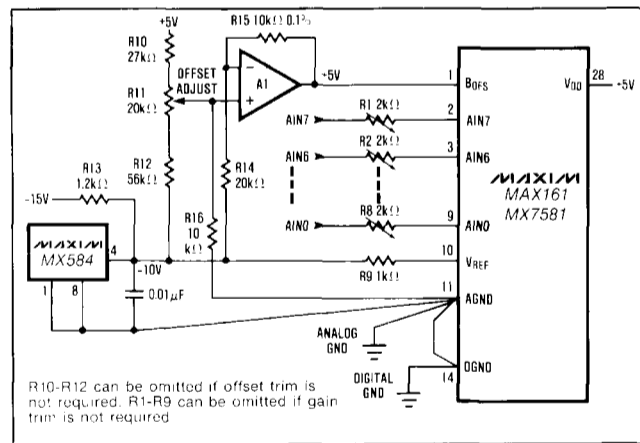 R15 10kΩ 0.1%
+5V
R10
27kΩ
OFFSET
ADJUST
A1
+5V
1
BOFS
VDD
28
+5V
R11
20kΩ
R1 2kΩ
AIN7
2
AIN7
R2 2kΩ
AIN6
3
AIN6
R12
56kΩ
R13
1.2kΩ
-15V
R14
20kΩ
MAXIM
MAX161
MX7581
R16
10
kΩ
R8 2kΩ
AIN0
9
AIN0
MAXIM
MX584
4
-10V
10
VREF
R9 1kΩ
1
8
0.01μF
11
AGND
ANALOG
GND
DIGITAL
GND
DGND
14
R10-R12 can be omitted if offset trim is
not required. R1-R9 can be omitted if gain
trim is not required